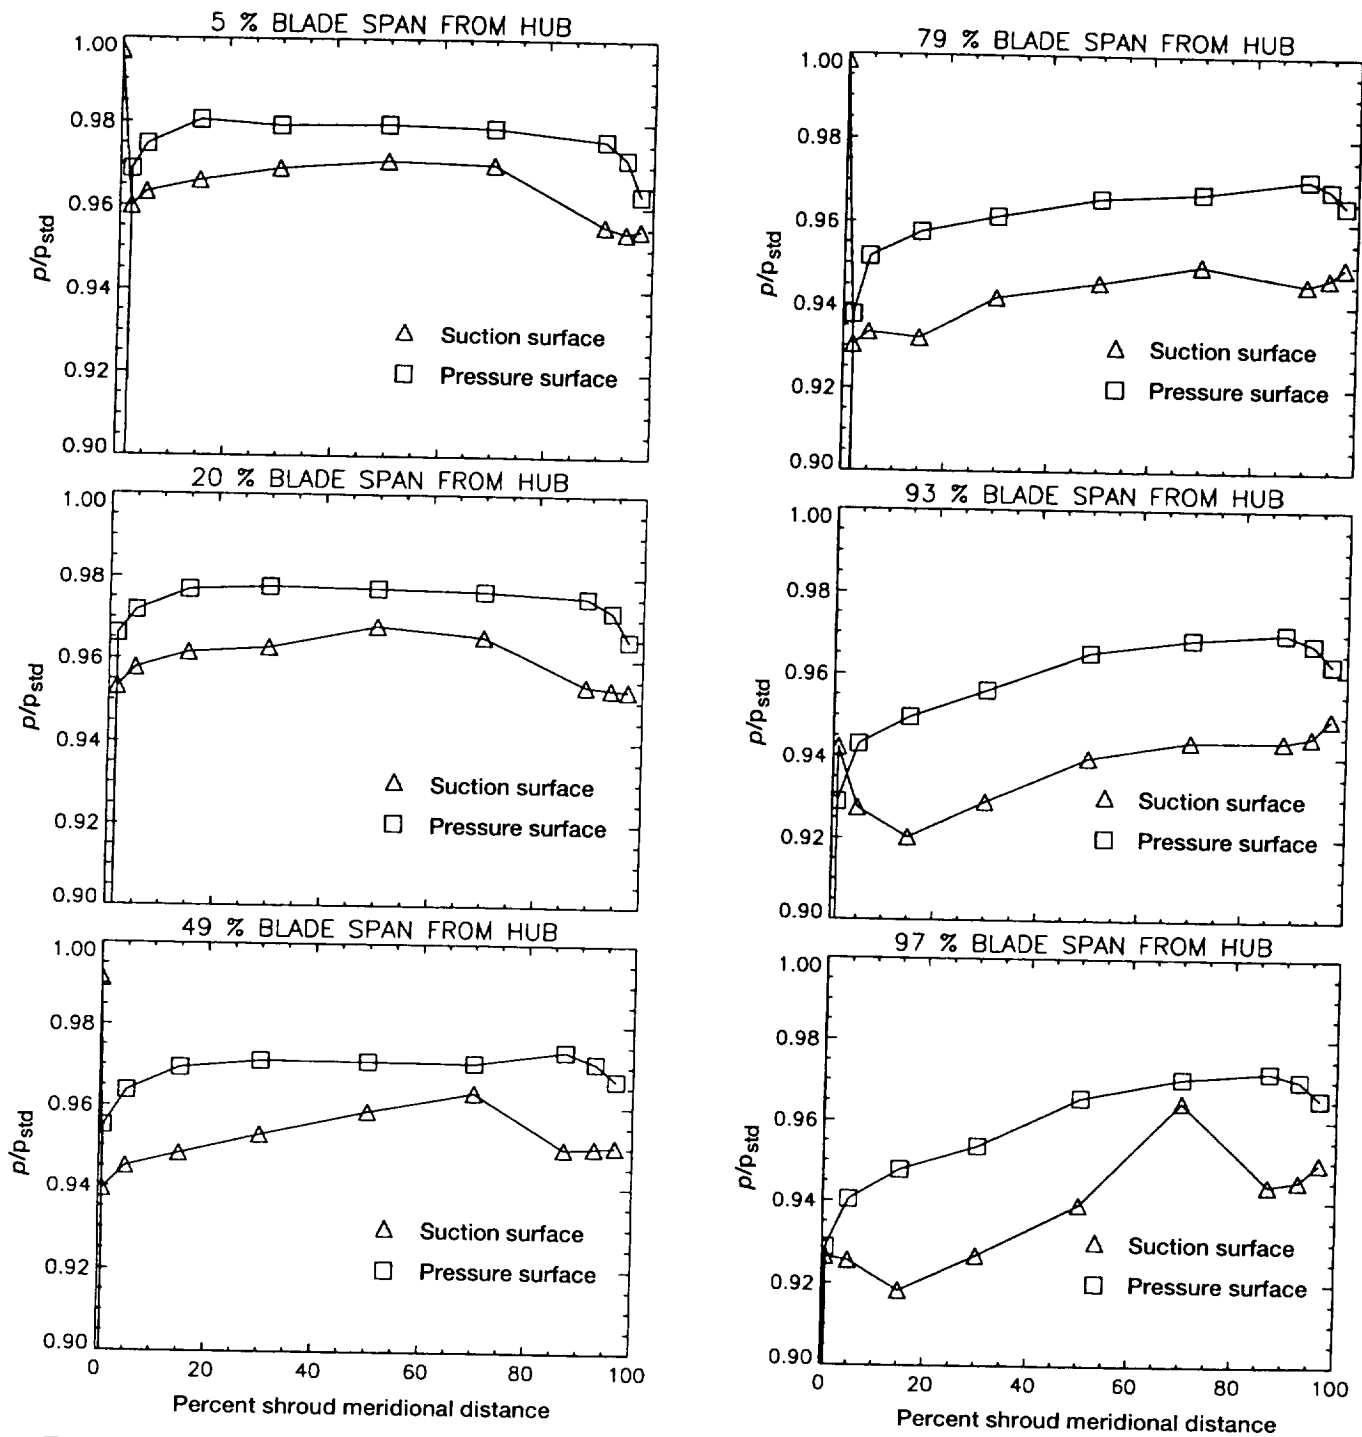 5 % BLADE SPAN FROM HUB
1.00
0.98
0.96
0.94
0.92
0.90
p/pstd
Suction surface
Pressure surface
20 % BLADE SPAN FROM HUB
1.00
0.98
0.96
0.94
0.92
0.90
p/pstd
Suction surface
Pressure surface
49 % BLADE SPAN FROM HUB
1.00
0.98
0.96
0.94
0.92
0.90
p/pstd
Suction surface
Pressure surface
0 20 40 60 80 100
Percent shroud meridional distance
79 % BLADE SPAN FROM HUB
1.00
0.98
0.96
0.94
0.92
0.90
p/pstd
Suction surface
Pressure surface
93 % BLADE SPAN FROM HUB
1.00
0.98
0.96
0.94
0.92
0.90
p/pstd
Suction surface
Pressure surface
97 % BLADE SPAN FROM HUB
1.00
0.98
0.96
0.94
0.92
0.90
p/pstd
Suction surface
Pressure surface
0 20 40 60 80 100
Percent shroud meridional distance